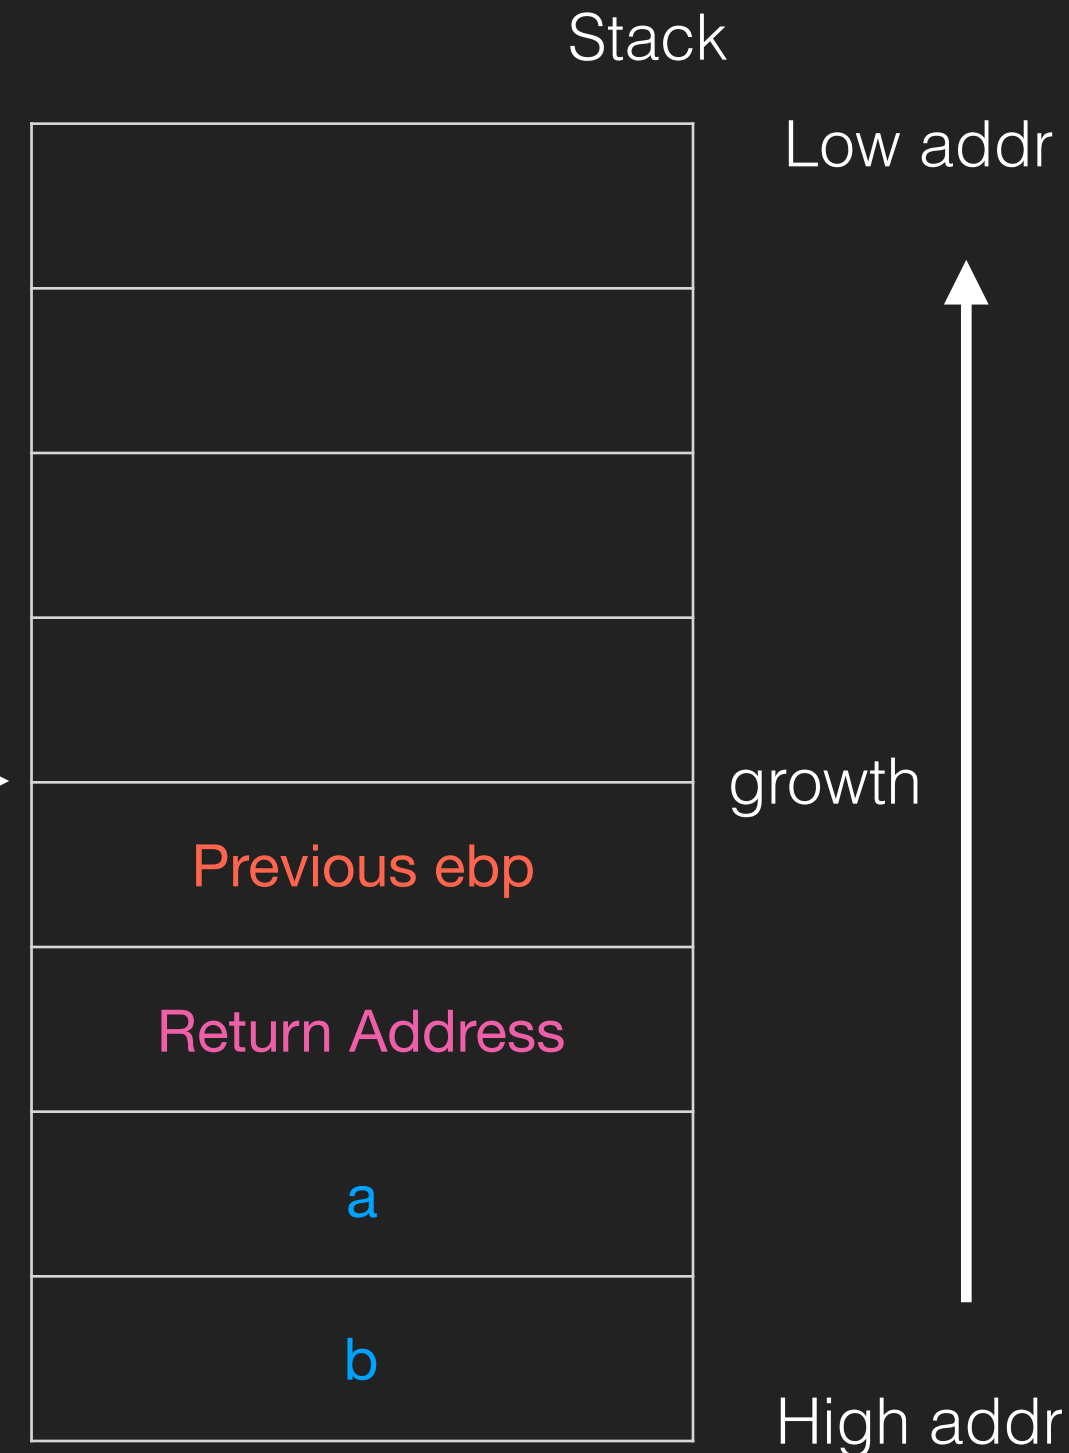 Stack
Low addr
growth
Previous ebp
Return Address
a
b
High addr